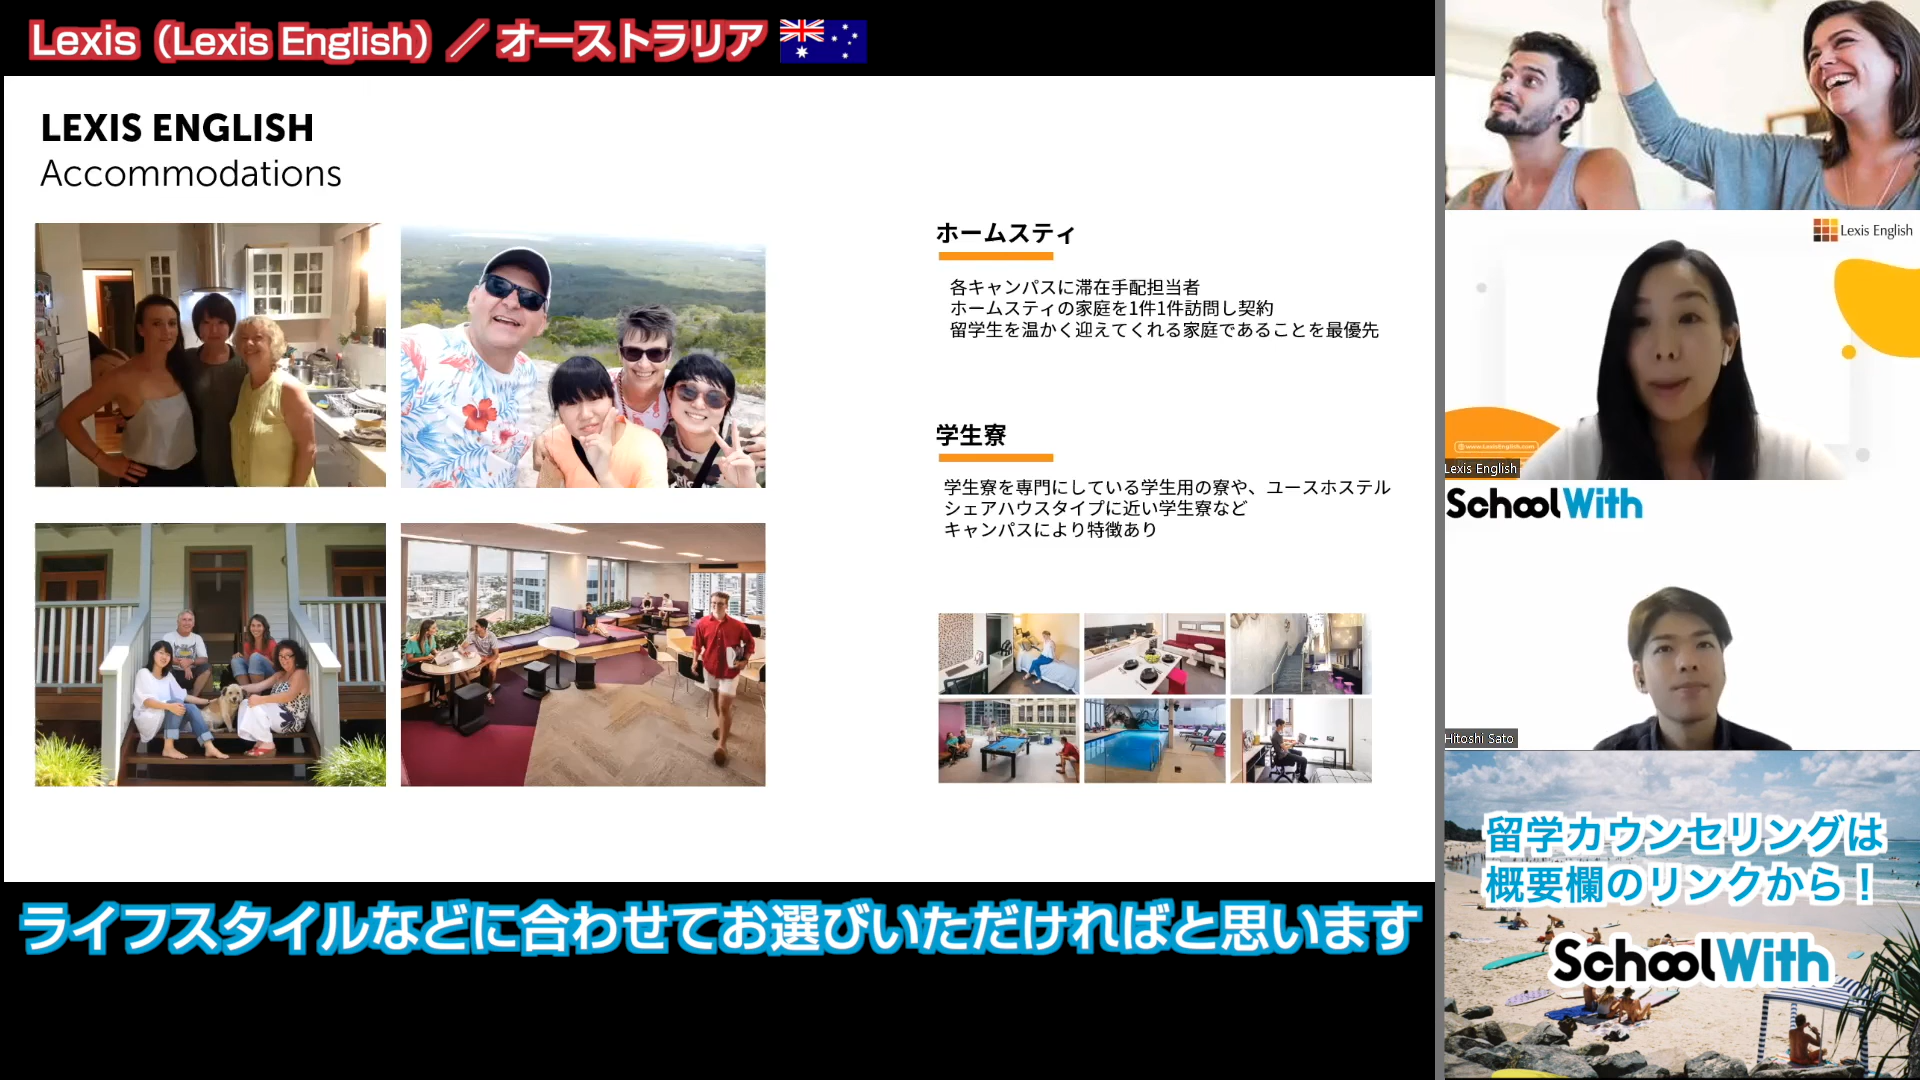 Lexis（Lexis English）／オーストラリア
LEXIS ENGLISH
Accommodations
ホームスティ
各キャンパスに滞在手配担当者
ホームスティの家庭を1件1件訪問し契約
留学生を温かく迎えてくれる家庭であることを最優先
学生寮
学生寮を専門にしている学生用の寮や、ユースホステル
シェアハウスタイプに近い学生寮など
キャンパスにより特徴あり
ライフスタイルなどに合わせてお選びいただければと思います
Lexis English
www.LexisEnglish.com
Lexis English
SchoolWith
Hitoshi Sato
留学カウンセリングは
概要欄のリンクから！
SchoolWith